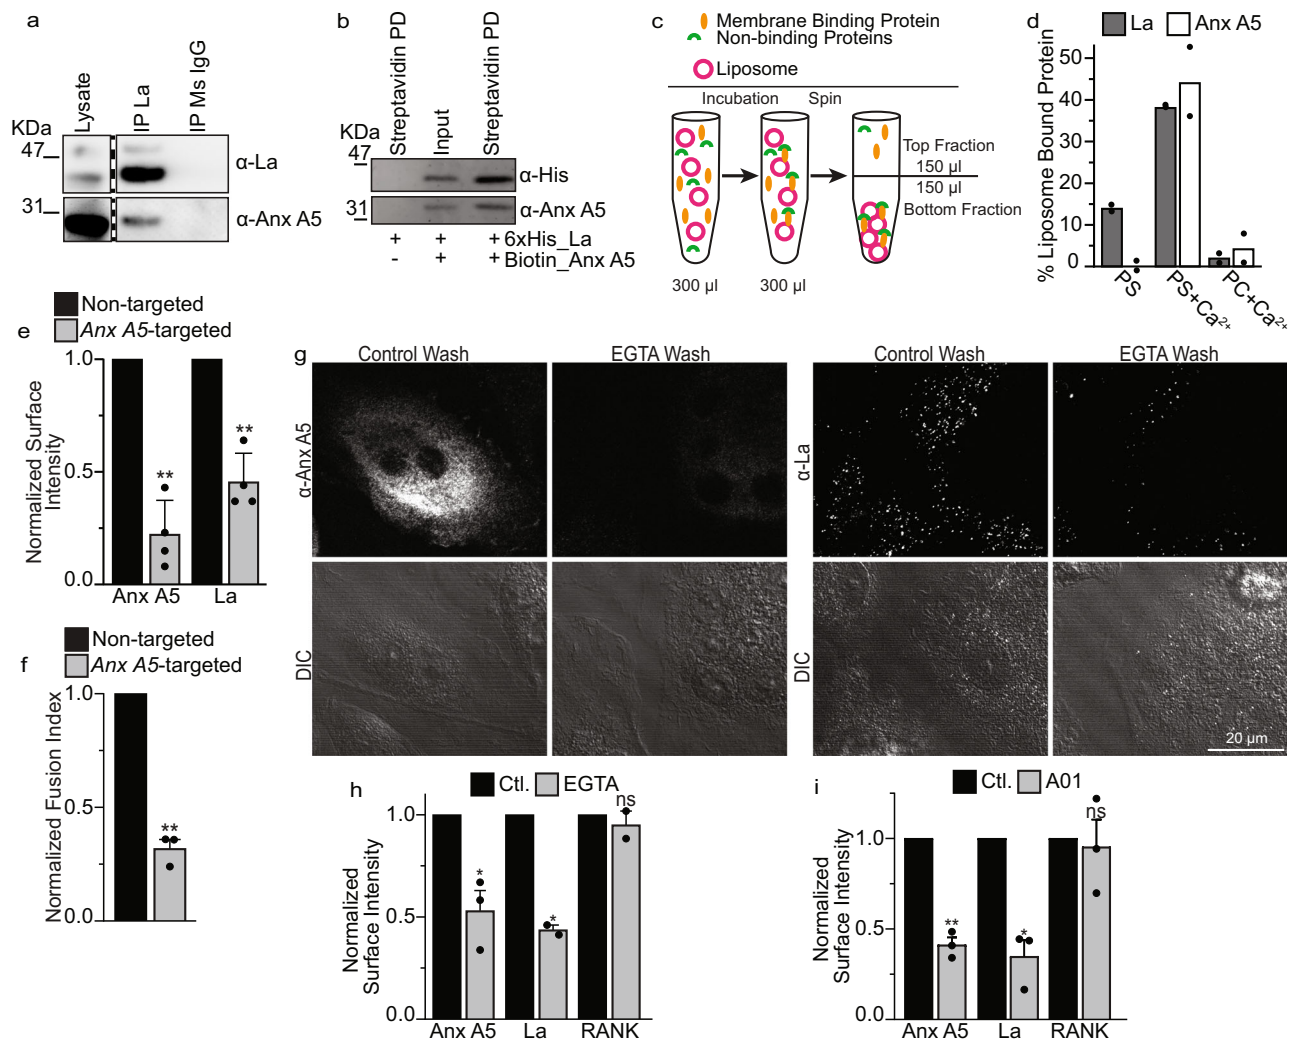 a
Lysate
IP La
IP Ms IgG
KDa
47
31
α-La
α-Anx A5
b
Streptavidin PD
Input
Streptavidin PD
KDa
47
31
α-His
α-Anx A5
+ + + 6xHis_La
- + + Biotin_Anx A5
c
Membrane Binding Protein
Non-binding Proteins
Liposome
Incubation Spin
Top Fraction
150 µl
150 µl
Bottom Fraction
300 µl 300 µl
d
La Anx A5
% Liposome Bound Protein
50
40
30
20
10
0
PS PS+Ca2+ PC+Ca2+
e
Non-targeted
Anx A5-targeted
Normalized Surface
Intensity
1.0
0.5
0.0
** **
Anx A5 La
f
Non-targeted
Anx A5-targeted
Normalized Fusion Index
1.0
0.5
0.0
**
g
Control Wash EGTA Wash Control Wash EGTA Wash
α-Anx A5
α-La
DIC
DIC
20 µm
h
Ctl. EGTA
Normalized
Surface Intensity
1.0
0.5
0.0
* * ns
Anx A5 La RANK
i
Ctl. A01
Normalized
Surface Intensity
1.0
0.5
0.0
** * ns
Anx A5 La RANK